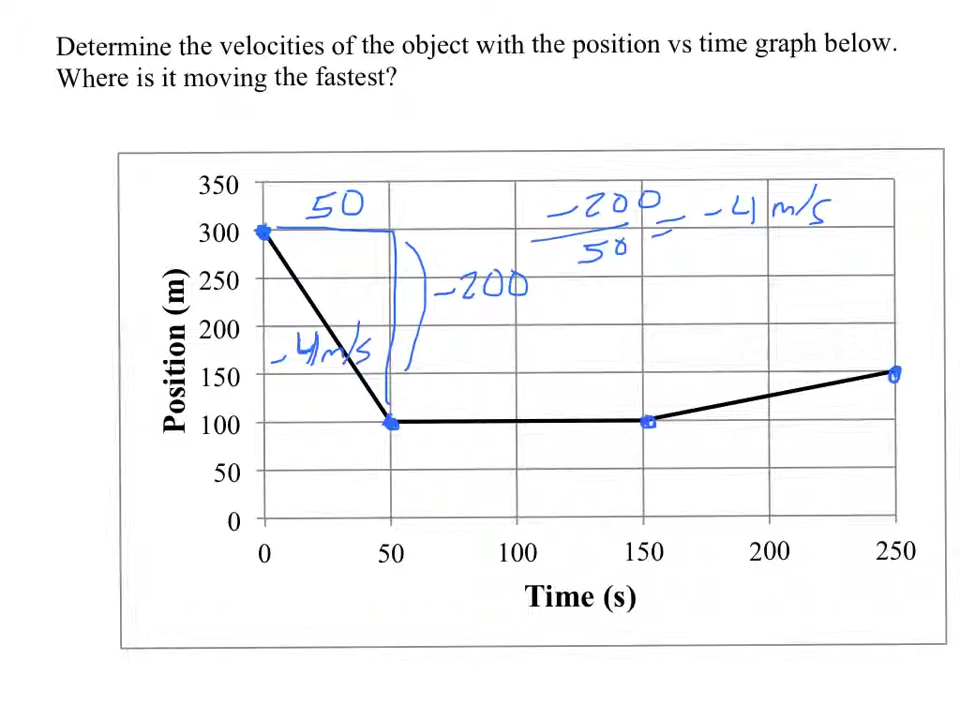 Determine the velocities of the object with the position vs time graph below.
Where is it moving the fastest?
350
300
250
200
150
100
50
0
Position (m)
0 50 100 150 200 250
Time (s)
50
-200
-4 m/s
-200
50
= -4 m/s